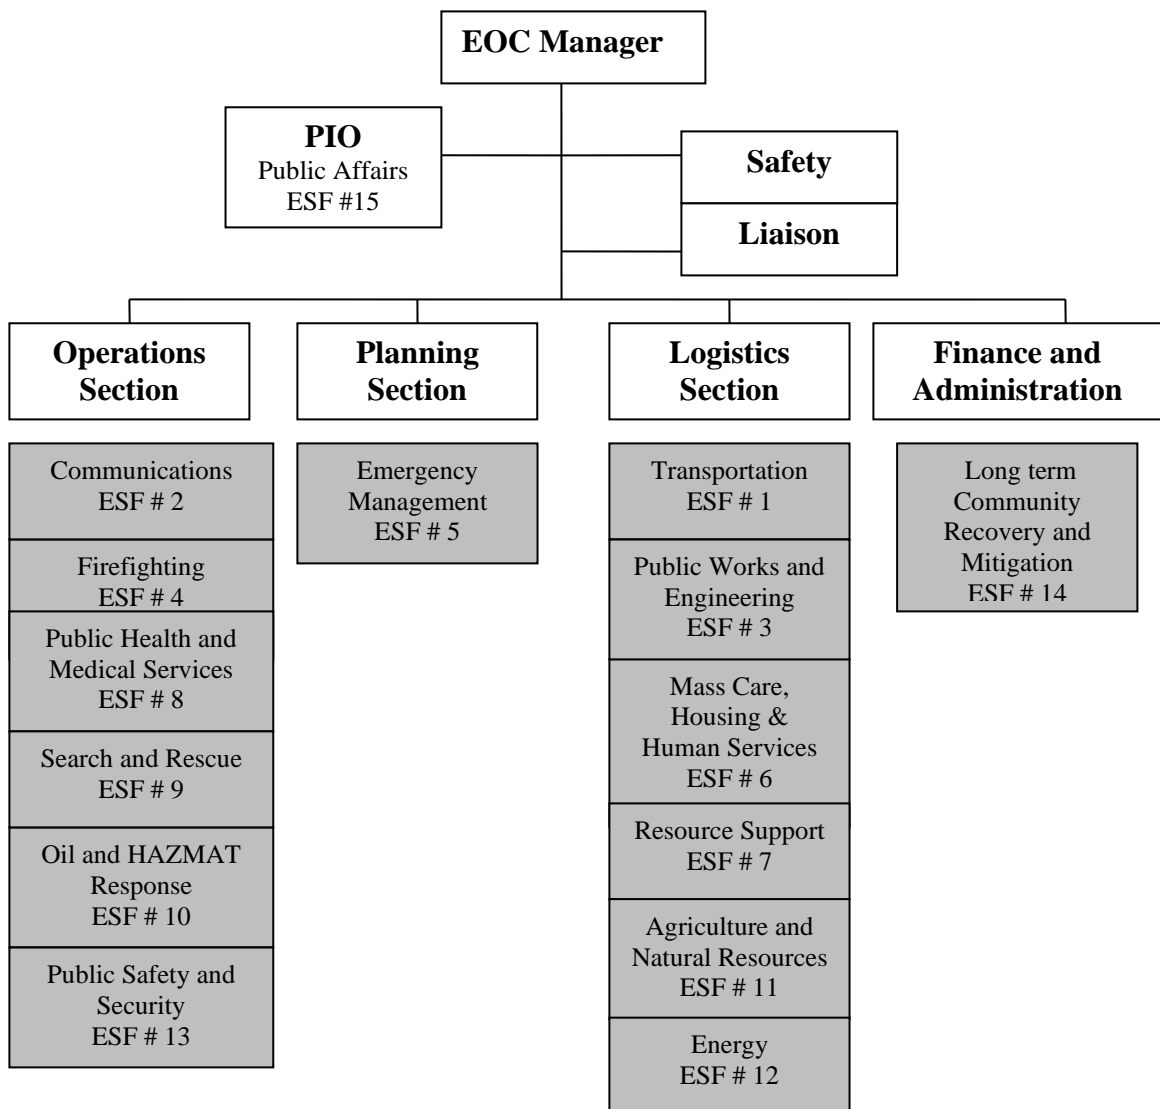 EOC Manager
PIO
Public Affairs
ESF #15
Safety
Liaison
Operations
Section
Planning
Section
Logistics
Section
Finance and
Administration
Communications
ESF # 2
Firefighting
ESF # 4
Public Health and
Medical Services
ESF # 8
Search and Rescue
ESF # 9
Oil and HAZMAT
Response
ESF # 10
Public Safety and
Security
ESF # 13
Emergency
Management
ESF # 5
Transportation
ESF # 1
Public Works and
Engineering
ESF # 3
Mass Care,
Housing &
Human Services
ESF # 6
Resource Support
ESF # 7
Agriculture and
Natural Resources
ESF # 11
Energy
ESF # 12
Long term
Community
Recovery and
Mitigation
ESF # 14